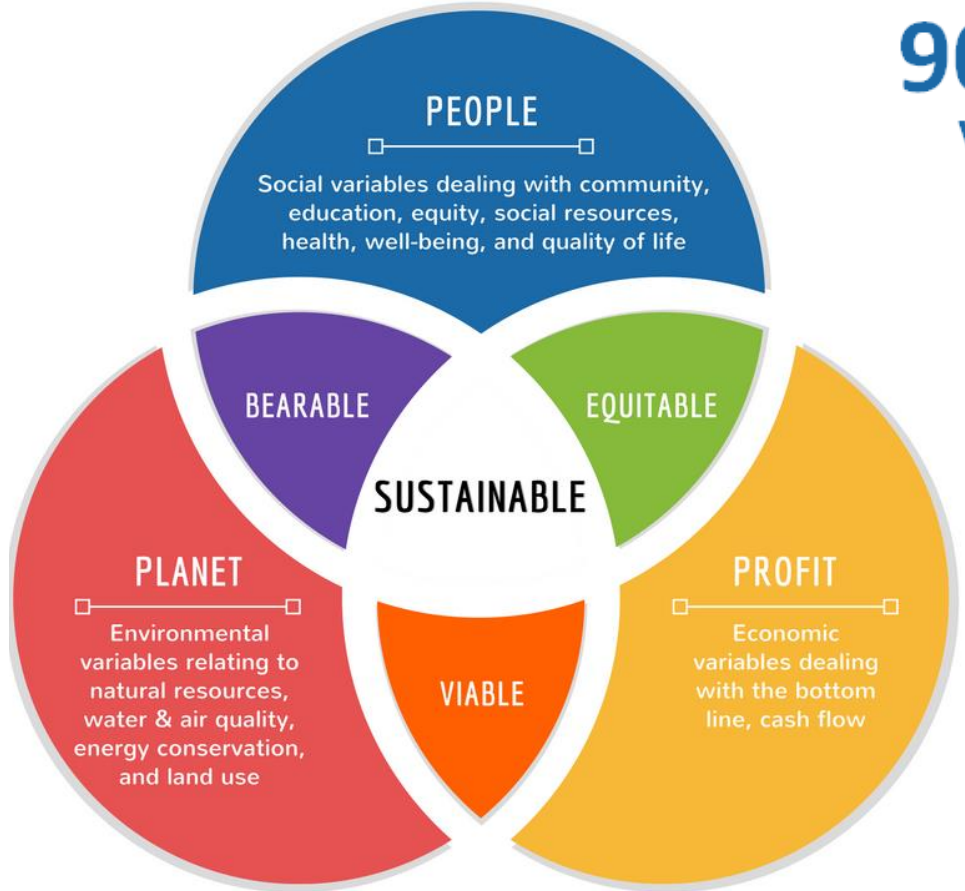 PEOPLE
Social variables dealing with community,
education, equity, social resources,
health, well-being, and quality of life
BEARABLE
EQUITABLE
SUSTAINABLE
PLANET
Environmental
variables relating to
natural resources,
water & air quality,
energy conservation,
and land use
PROFIT
Economic
variables dealing
with the bottom
line, cash flow
VIABLE